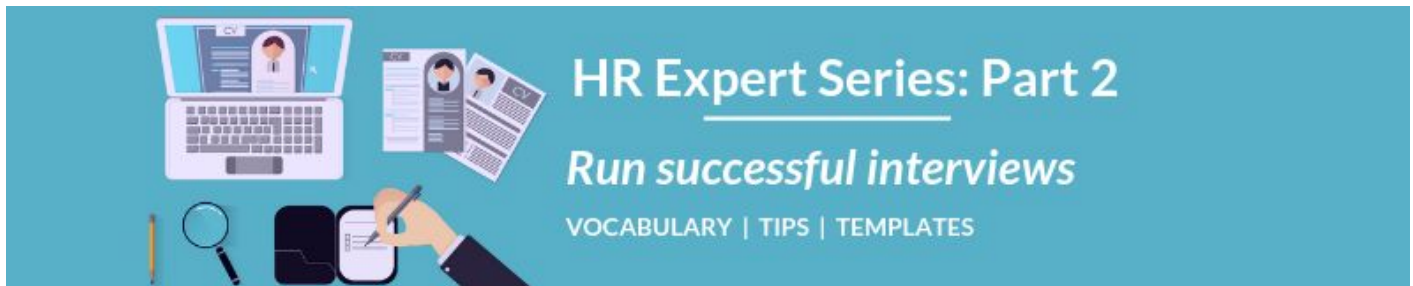 CV
CV
CV
HR Expert Series: Part 2
Run successful interviews
VOCABULARY | TIPS | TEMPLATES